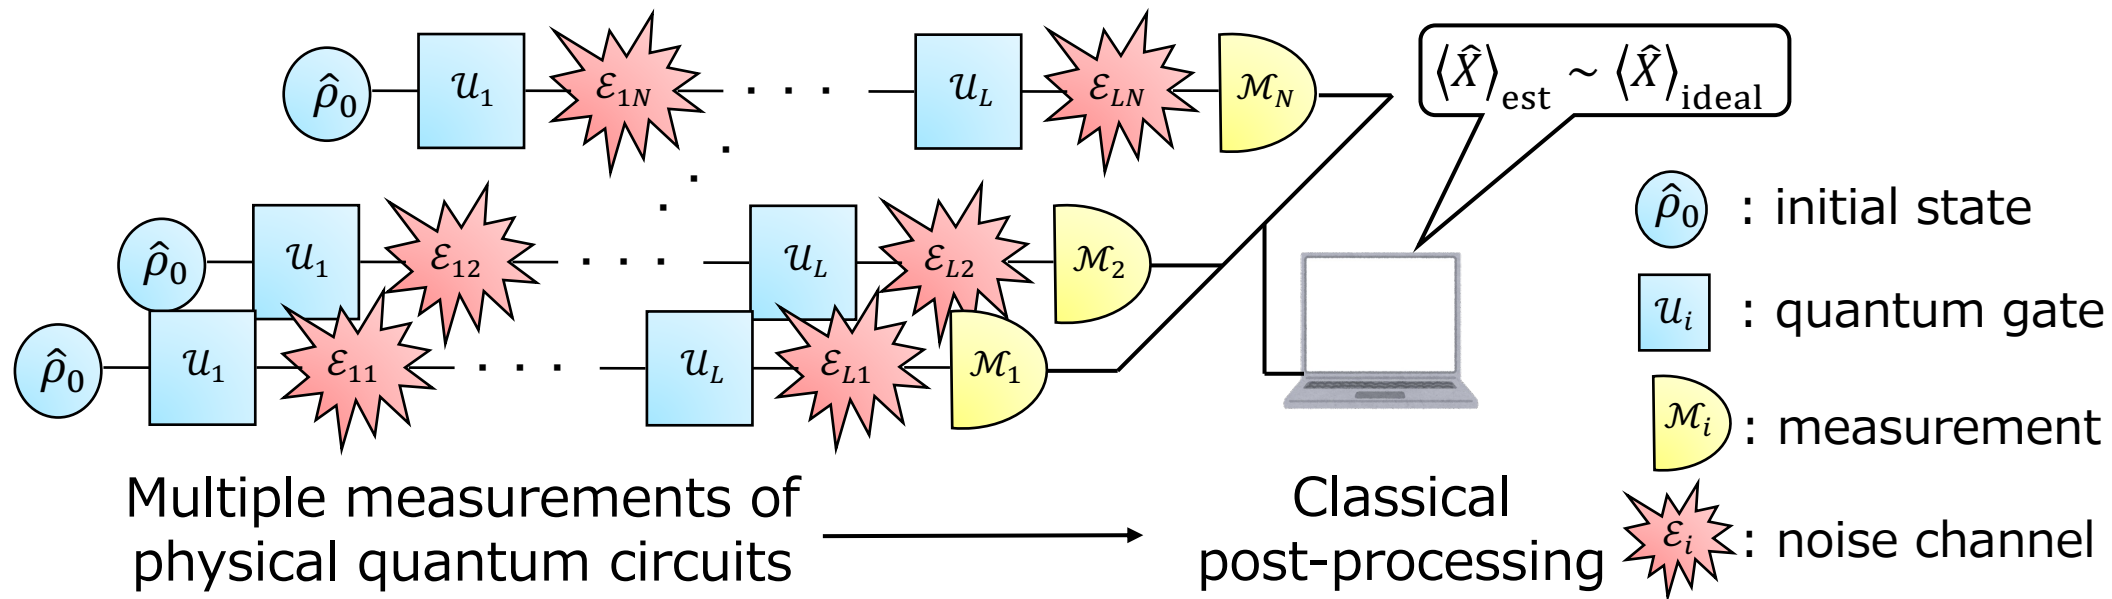 ρ̂₀ 𝒰₁ ℰ₁N · · · 𝒰L ℰLN ℳN
⟨X̂⟩est ~ ⟨X̂⟩ideal
ρ̂₀ 𝒰₁ ℰ₁₂ · · · 𝒰L ℰL₂ ℳ₂
ρ̂₀ 𝒰₁ ℰ₁₁ · · · 𝒰L ℰL₁ ℳ₁
Multiple measurements of
physical quantum circuits
Classical
post-processing
ρ̂₀ : initial state
𝒰ᵢ : quantum gate
ℳᵢ : measurement
ℰᵢ : noise channel